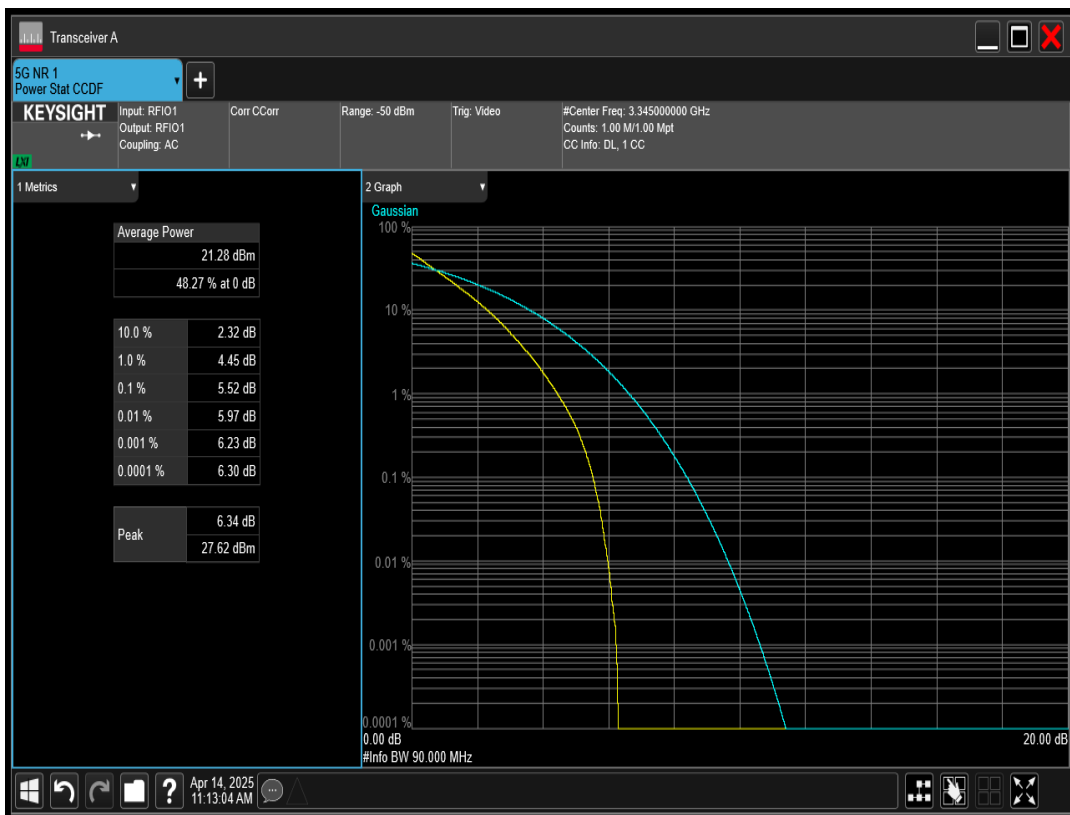 Transceiver A
5G NR 1
Power Stat CCDF
+
KEYSIGHT
LXI
Input: RFIO1
Output: RFIO1
Coupling: AC
Corr CCorr
Range: -50 dBm
Trig: Video
#Center Freq: 3.345000000 GHz
Counts: 1.00 M/1.00 Mpt
CC Info: DL, 1 CC
1 Metrics
Average Power
21.28 dBm
48.27 % at 0 dB
10.0 % 2.32 dB
1.0 % 4.45 dB
0.1 % 5.52 dB
0.01 % 5.97 dB
0.001 % 6.23 dB
0.0001 % 6.30 dB
Peak
6.34 dB
27.62 dBm
2 Graph
Gaussian
100 %
10 %
1 %
0.1 %
0.01 %
0.001 %
0.0001 %
0.00 dB 20.00 dB
#Info BW 90.000 MHz
?
Apr 14, 2025
11:13:04 AM